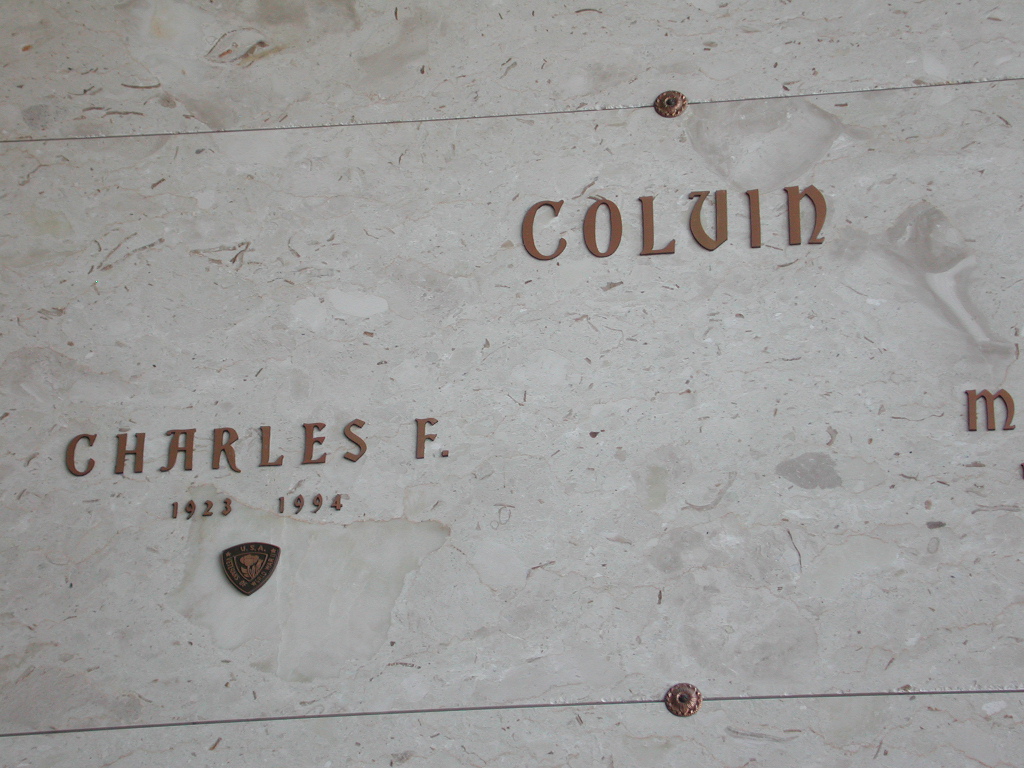 COLVIN
CHARLES F.
M
1923 1994
U.S.A.